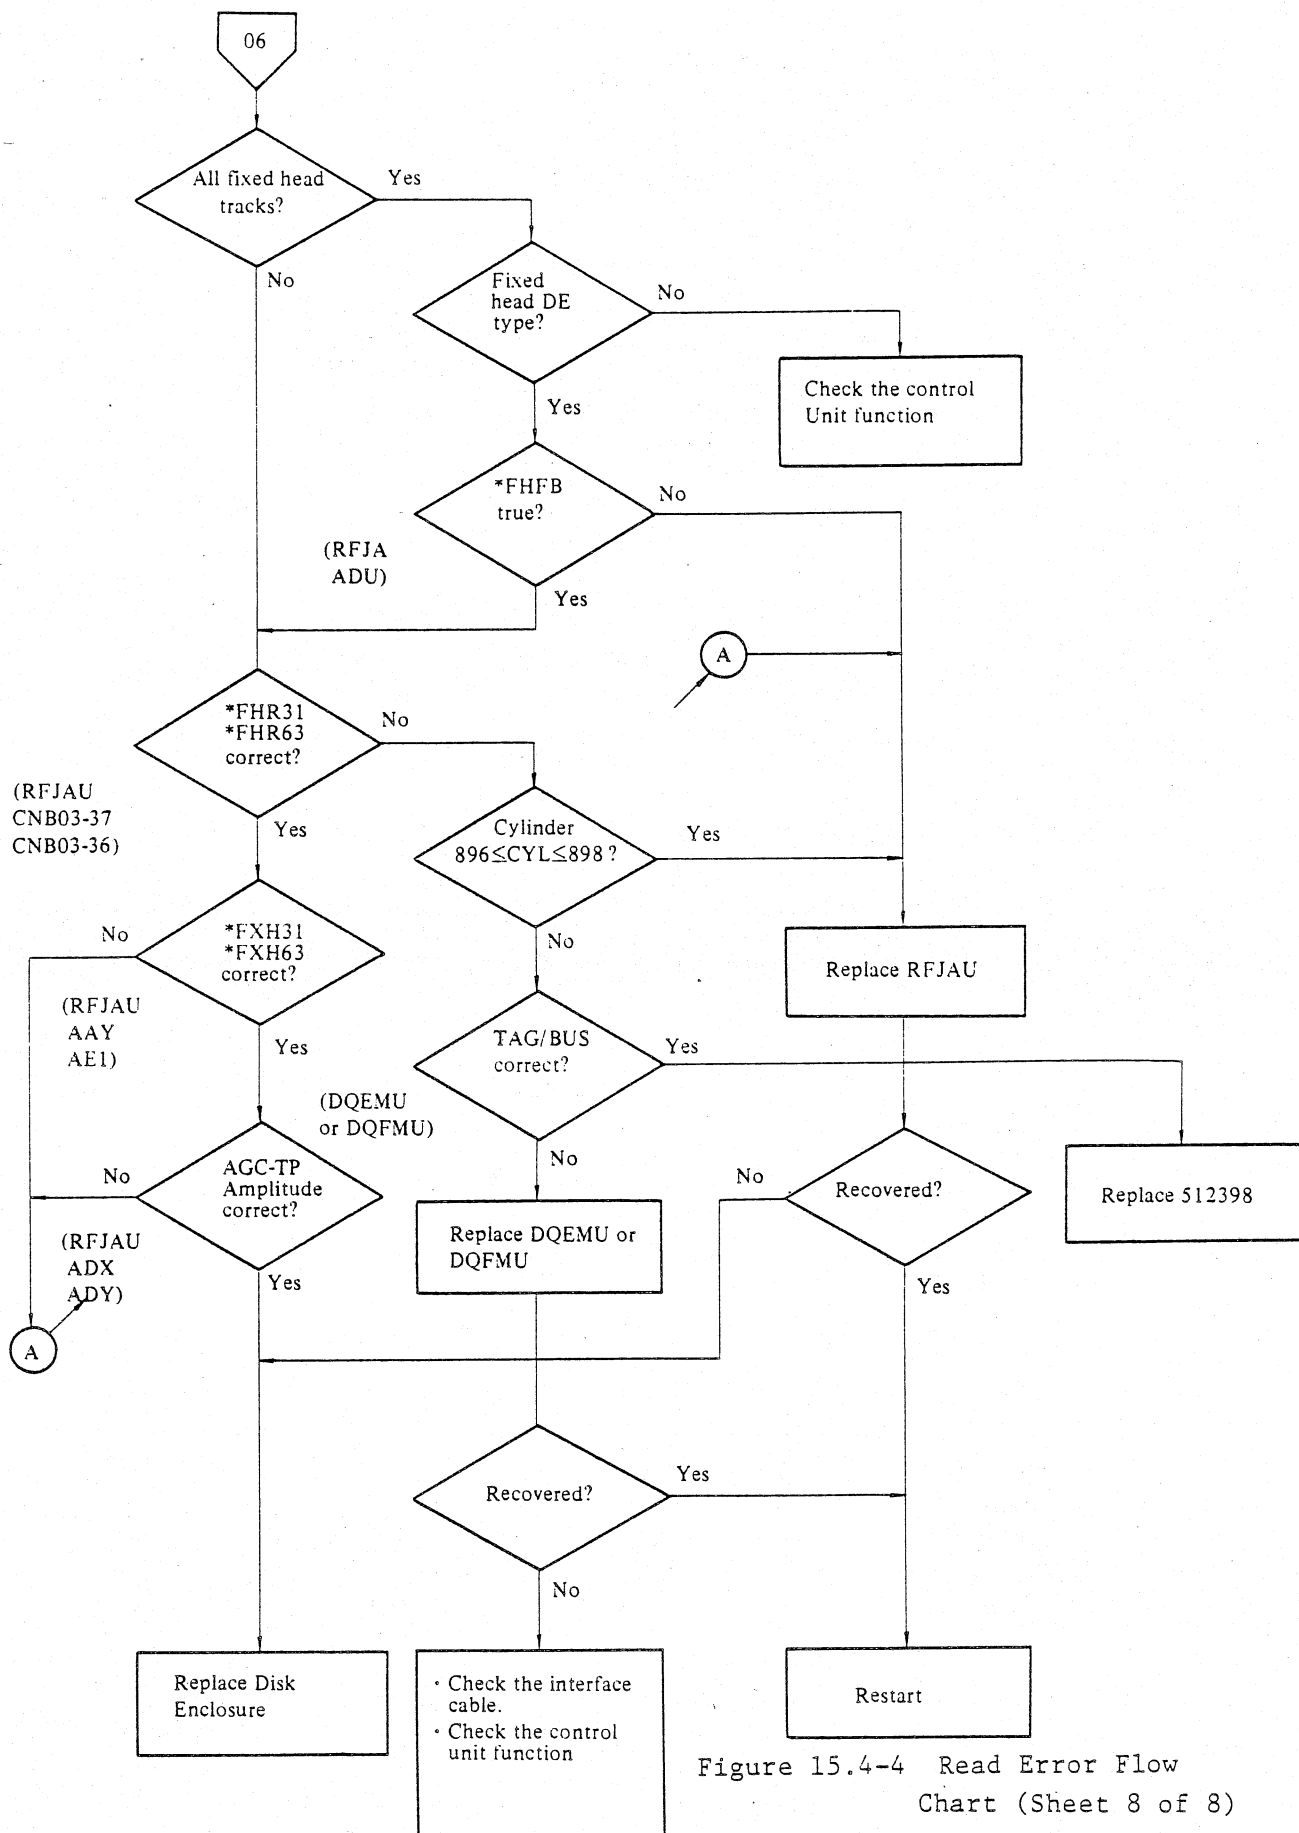 06
All fixed head
tracks?
Yes
No
Fixed
head DE
type?
No
Yes
Check the control
Unit function
*FHFB
true?
No
(RFJA
ADU)
Yes
A
*FHR31
*FHR63
correct?
No
(RFJAU
CNB03-37
CNB03-36)
Yes
Cylinder
896≤CYL≤898?
Yes
No
*FXH31
*FXH63
correct?
No
(RFJAU
AAY
AE1)
Yes
Replace RFJAU
TAG/BUS
correct?
Yes
(DQEMU
or DQFMU)
No
AGC-TP
Amplitude
correct?
No
(RFJAU
ADX
ADY)
Yes
A
Replace DQEMU or
DQFMU
Recovered?
No
Yes
Replace 512398
Recovered?
Yes
No
Replace Disk
Enclosure
• Check the interface
cable.
• Check the control
unit function
Restart
Figure 15.4-4 Read Error Flow
Chart (Sheet 8 of 8)